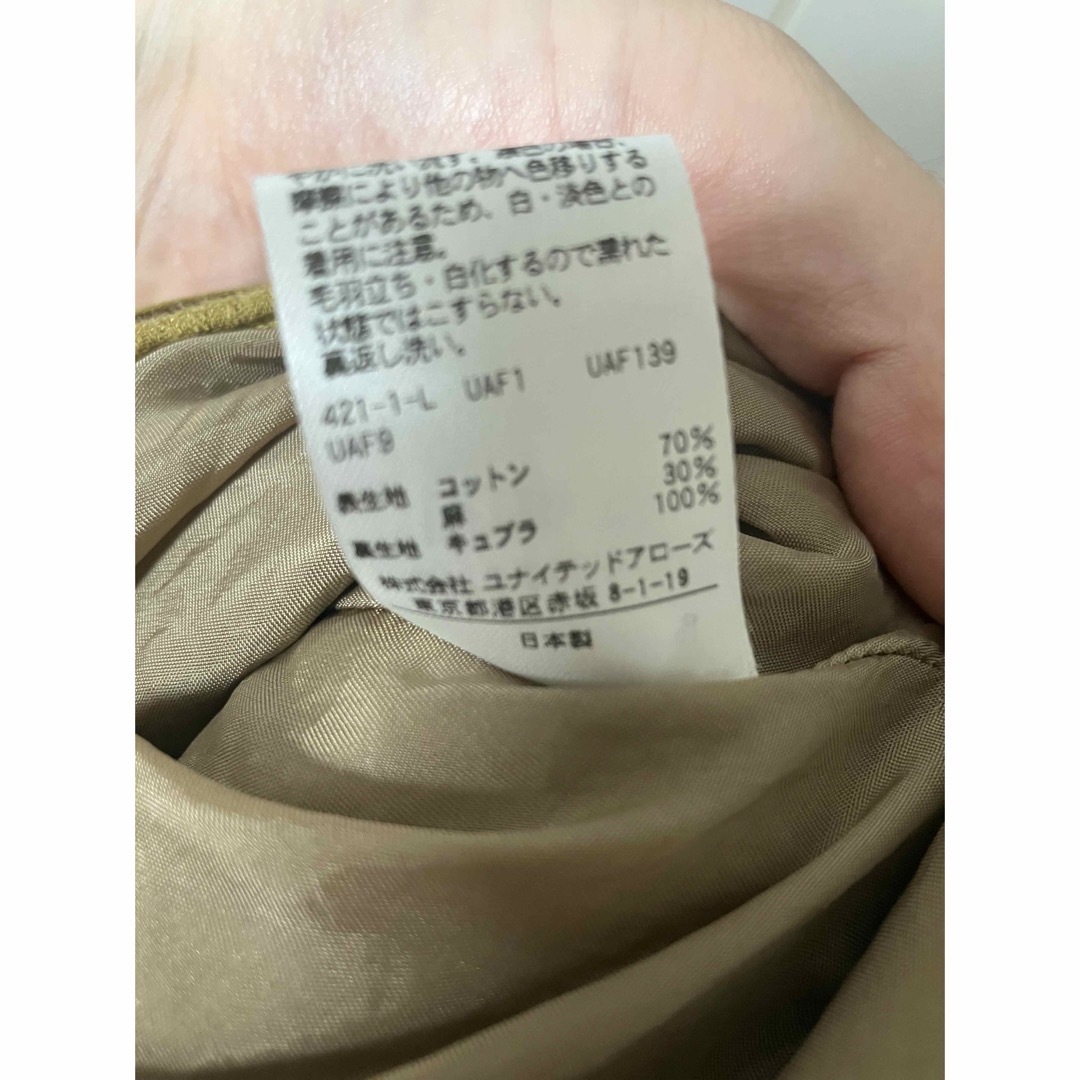 摩擦により他の物へ色移りする
ことがあるため、白・淡色との
着用に注意。
毛羽立ち・白化するので濡れた
状態ではこすらない。
裏返し洗い。
421-1-L UAF1 UAF139
UAF9
表生地 コットン 70%
麻 30%
裏生地 キュプラ 100%
株式会社 ユナイテッドアローズ
東京都港区赤坂 8-1-19
日本製